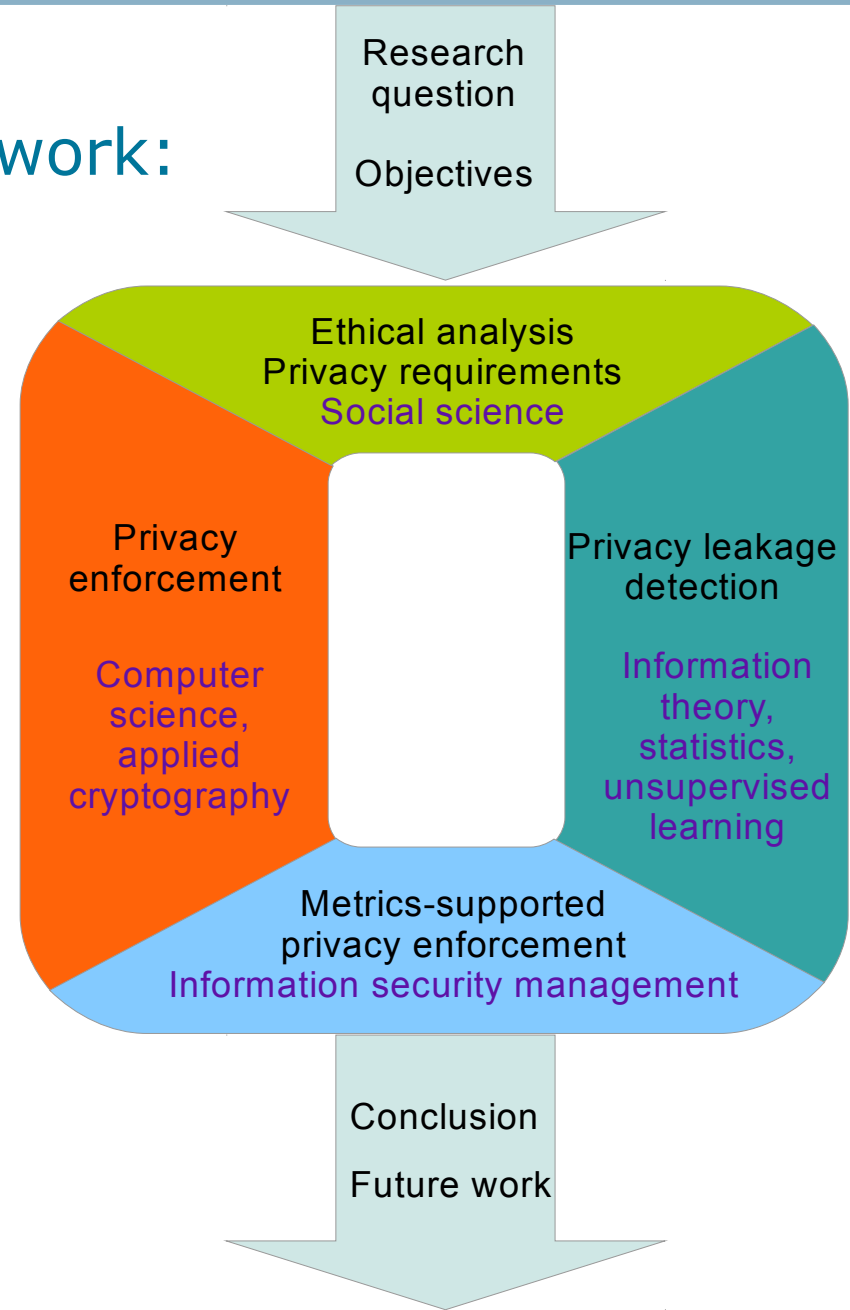 work:
Research
question
Objectives
Ethical analysis
Privacy requirements
Social science
Privacy
enforcement
Computer
science,
applied
cryptography
Privacy leakage
detection
Information
theory,
statistics,
unsupervised
learning
Metrics-supported
privacy enforcement
Information security management
Conclusion
Future work